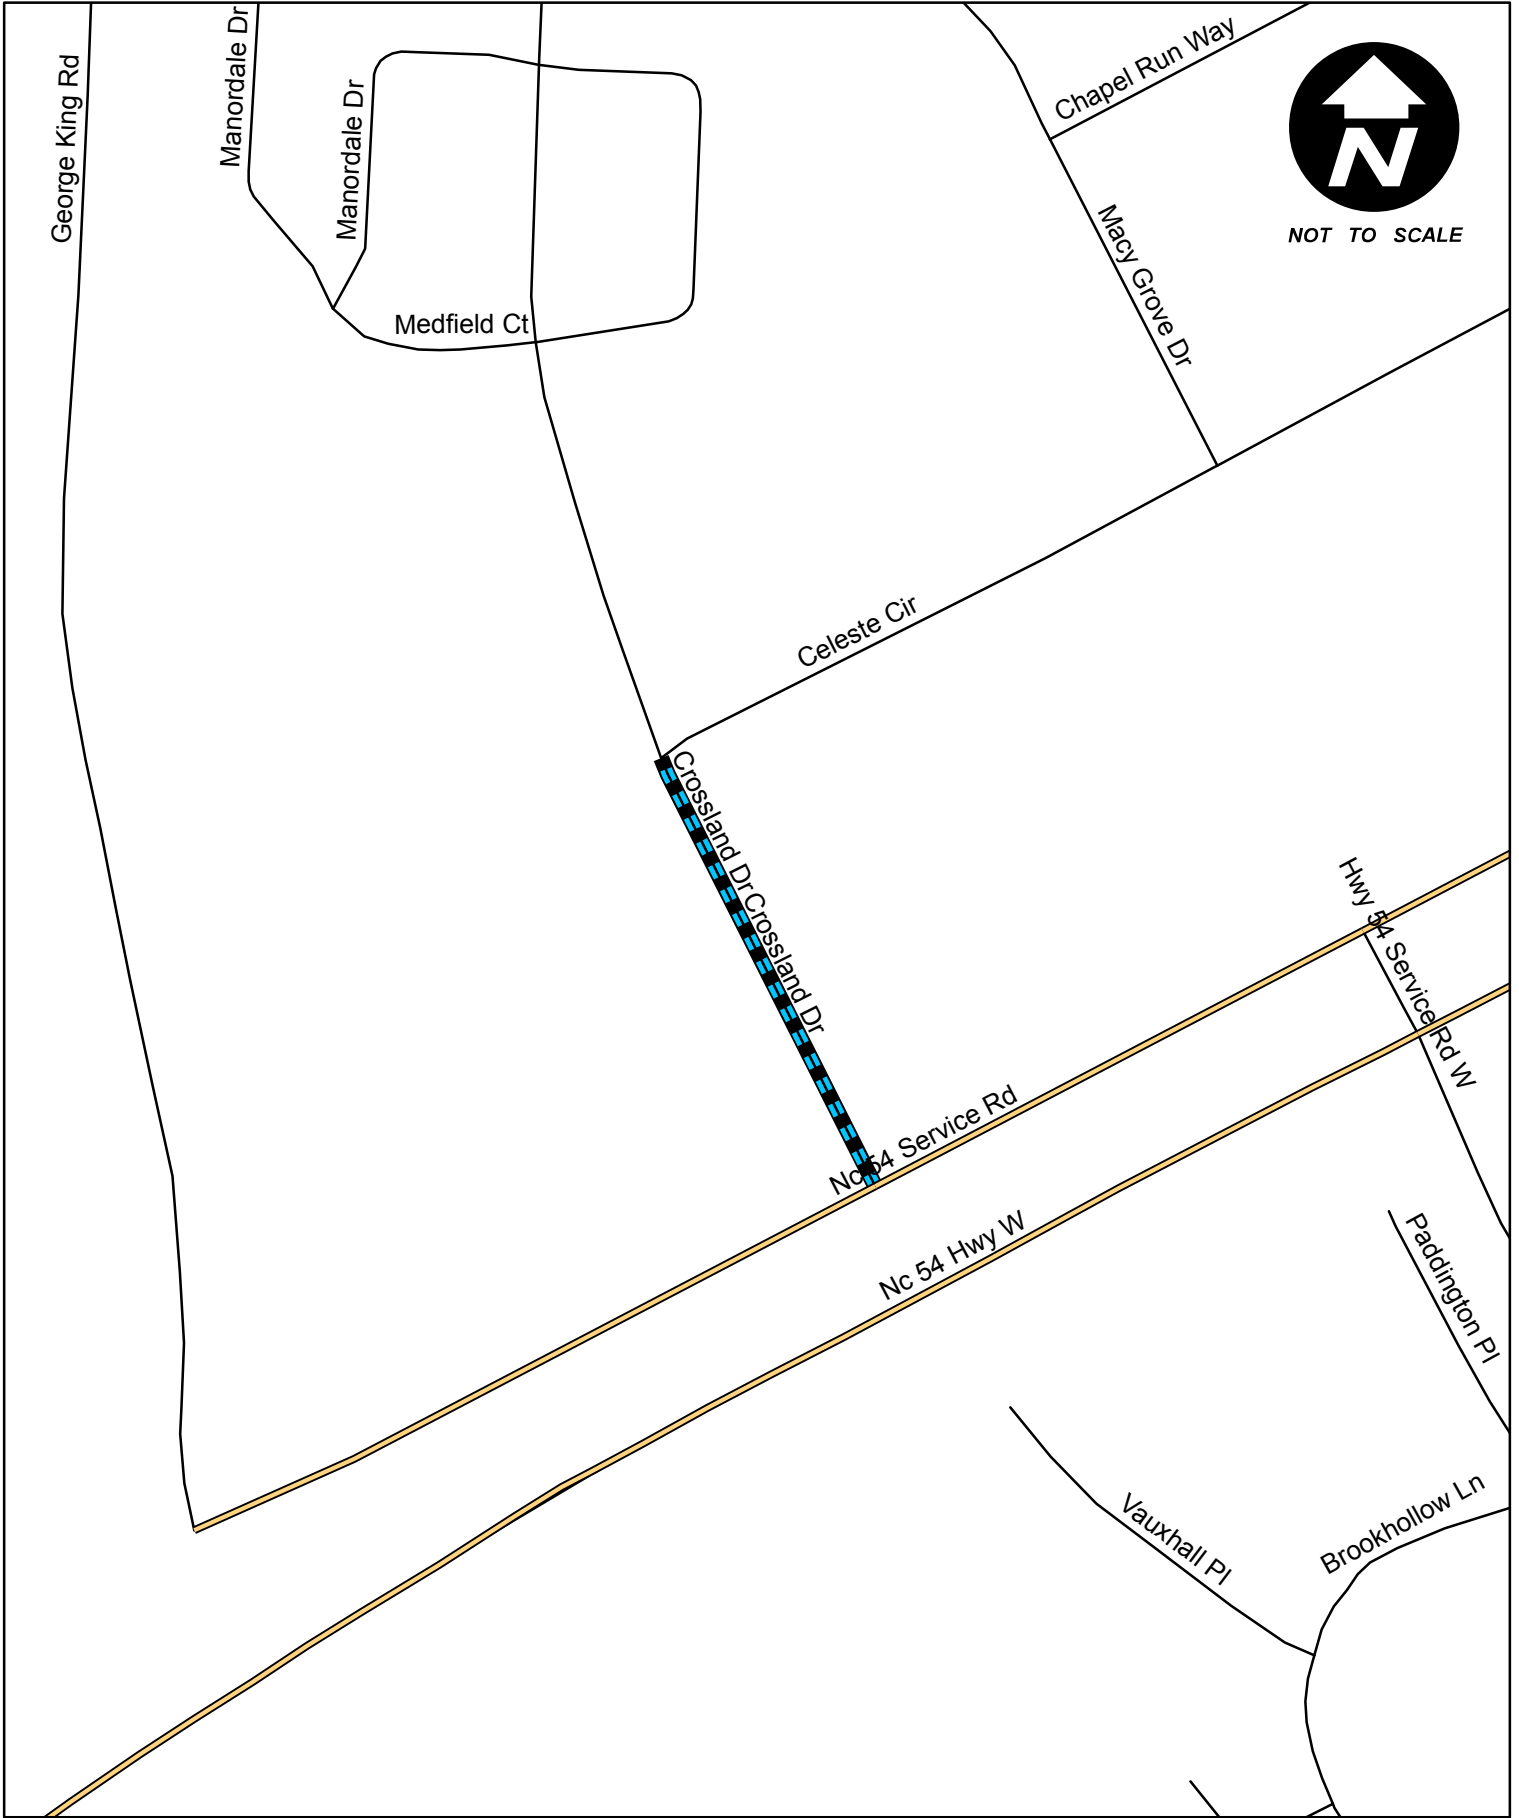 George King Rd
Manordale Dr
Manordale Dr
Medfield Ct
Chapel Run Way
N
NOT TO SCALE
Macy Grove Dr
Celeste Cir
Crossland Dr
Crossland Dr
Hwy 54 Service Rd W
Nc 54 Service Rd
Nc 54 Hwy W
Paddington Pl
Vauxhall Pl
Brookhollow Ln